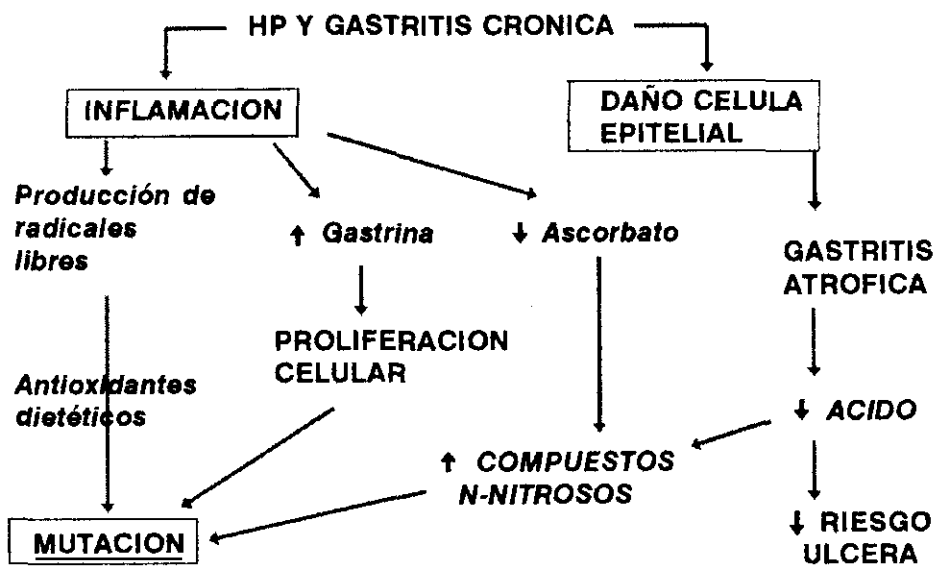 HP Y GASTRITIS CRONICA
INFLAMACION
DAÑO CELULA
EPITELIAL
Producción de
radicales
libres
↑ Gastrina
↓ Ascorbato
GASTRITIS
ATROFICA
PROLIFERACION
CELULAR
Antioxidantes
dietéticos
↓ ACIDO
↑ COMPUESTOS
N-NITROSOS
MUTACION
↓ RIESGO
ULCERA